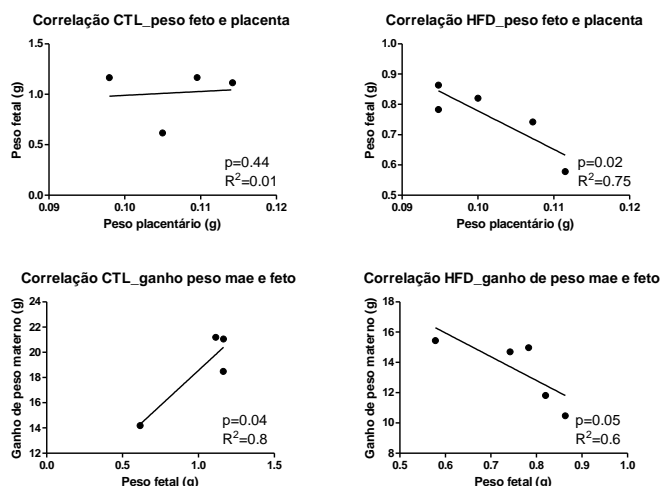 Correlação CTL_peso feto e placenta
Peso fetal (g)
1.5
1.0
0.5
0.0
0.09
0.10
0.11
0.12
p=0.44
R²=0.01
Peso placentário (g)
Correlação HFD_peso feto e placenta
Peso fetal (g)
1.0
0.9
0.8
0.7
0.6
0.5
0.09
0.10
0.11
0.12
p=0.02
R²=0.75
Peso placentário (g)
Correlação CTL_ganho peso mae e feto
Ganho de peso materno (g)
24
22
20
18
16
14
12
0.0
0.5
1.0
1.5
p=0.04
R²=0.8
Peso fetal (g)
Correlação HFD_ganho de peso mae e feto
Ganho de peso materno (g)
18
16
14
12
10
8
0.5
0.6
0.7
0.8
0.9
1.0
p=0.05
R²=0.6
Peso fetal (g)